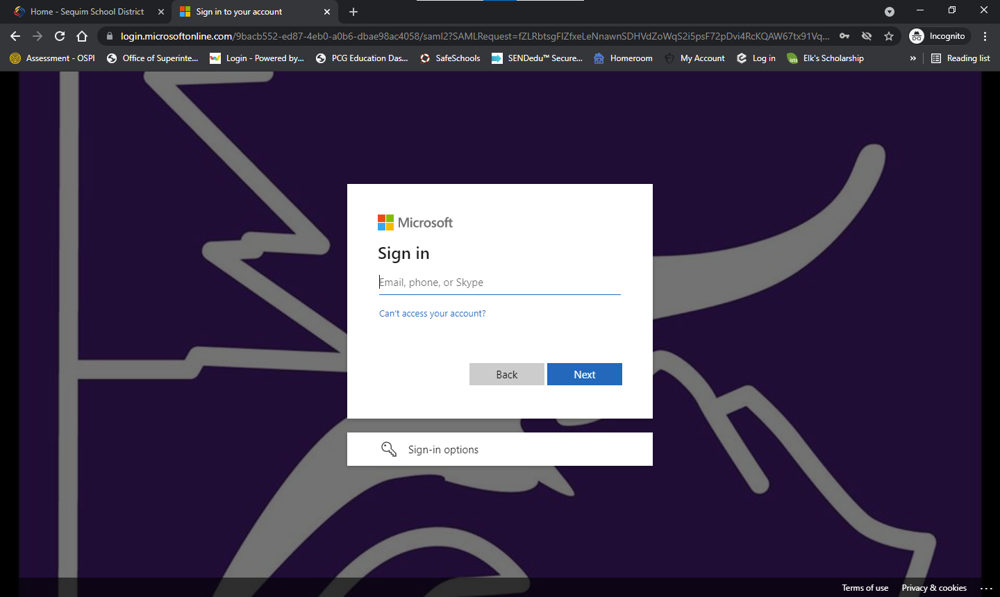 Home - Sequim School District
Sign in to your account
login.microsoftonline.com/9bacb552-ed87-4eb0-a0b6-dbae98ac4058/saml2?SAMLRequest=fZLRbtsgFIZfxeLeNnawnSDHVdZoWqS2i5psF72pDvi4RcKQAW67tx91Vq...
Incognito
Assessment - OSPI
Office of Superinte...
Login - Powered by...
PCG Education Das...
SafeSchools
SENDedu™ Secure...
Homeroom
My Account
Log in
ists
Elk's Scholarship
»
Reading list
Microsoft
Sign in
Email, phone, or Skype
Can't access your account?
Back
Next
Sign-in options
Terms of use
Privacy & cookies
...